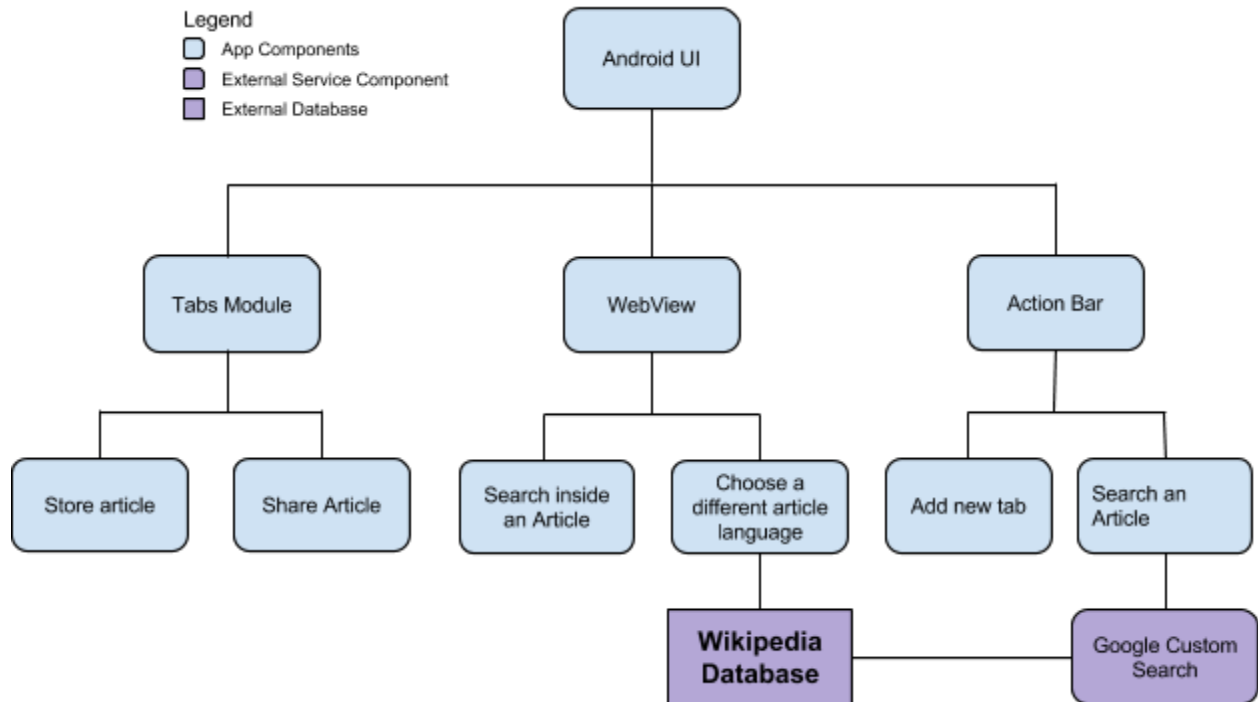 Legend
App Components
External Service Component
External Database
Android UI
Tabs Module
WebView
Action Bar
Store article
Share Article
Search inside
an Article
Choose a
different article
language
Add new tab
Search an
Article
Wikipedia
Database
Google Custom
Search